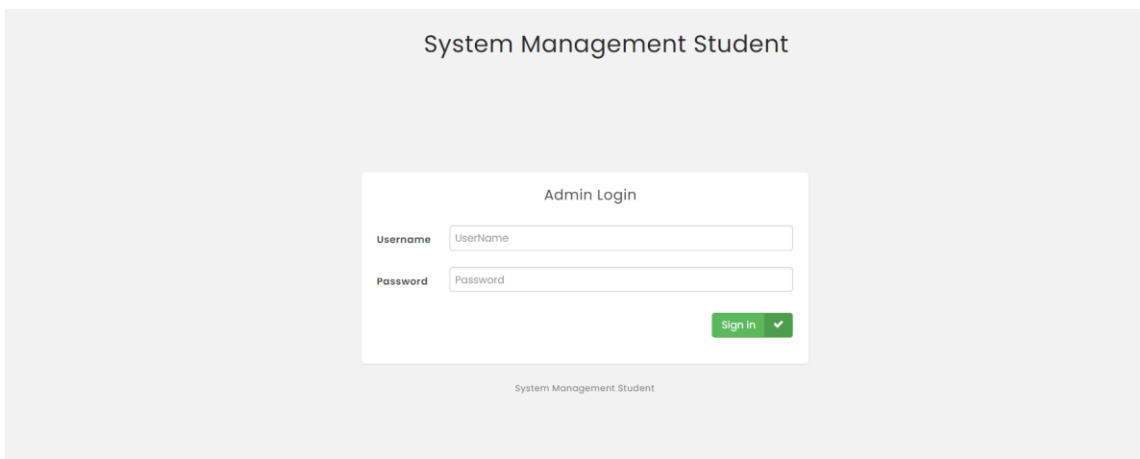 System Management Student
Admin Login
Username UserName
Password Password
Sign in
System Management Student